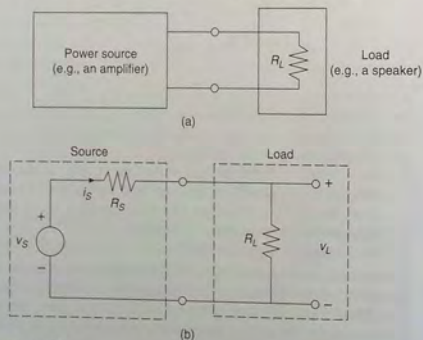 Power source
(e.g., an amplifier)
R_L
Load
(e.g., a speaker)
(a)
Source
Load
+
i_S
R_S
v_S
−
R_L
+
v_L
−
(b)